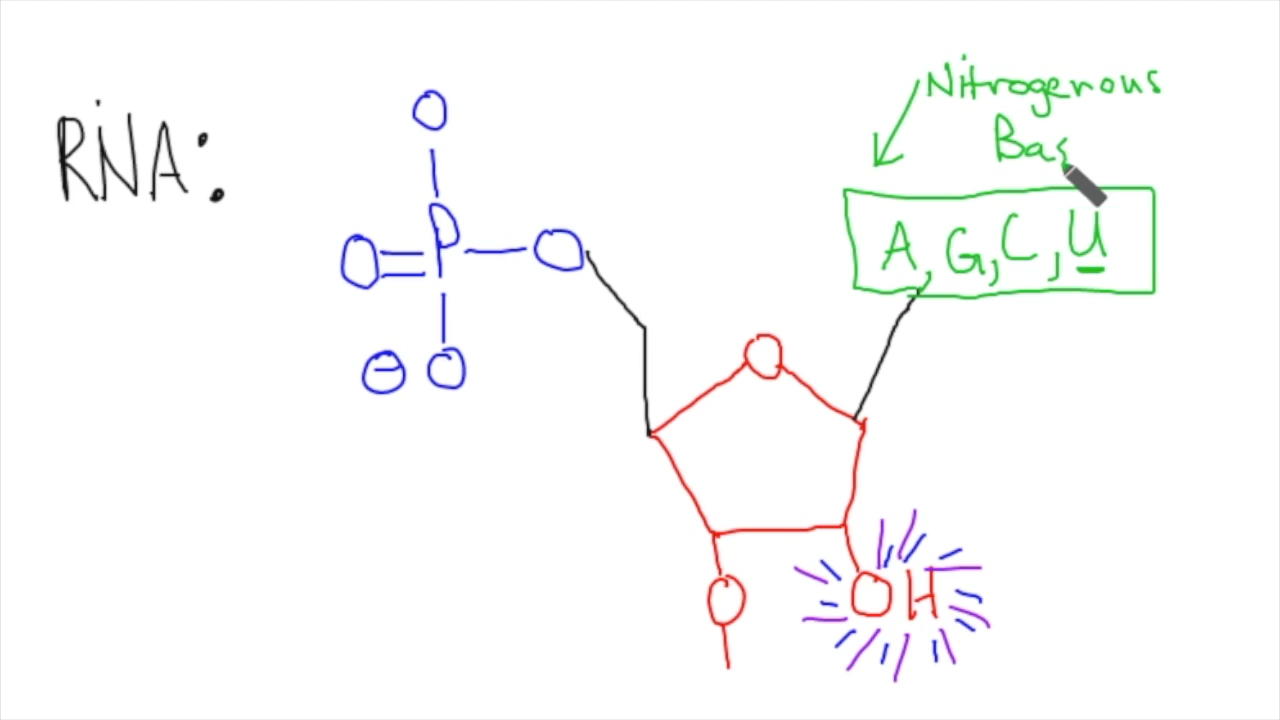 RNA:
Nitrogenous
Bas
A, G, C, U
O
P
O
O
⊖ O
O
O
OH